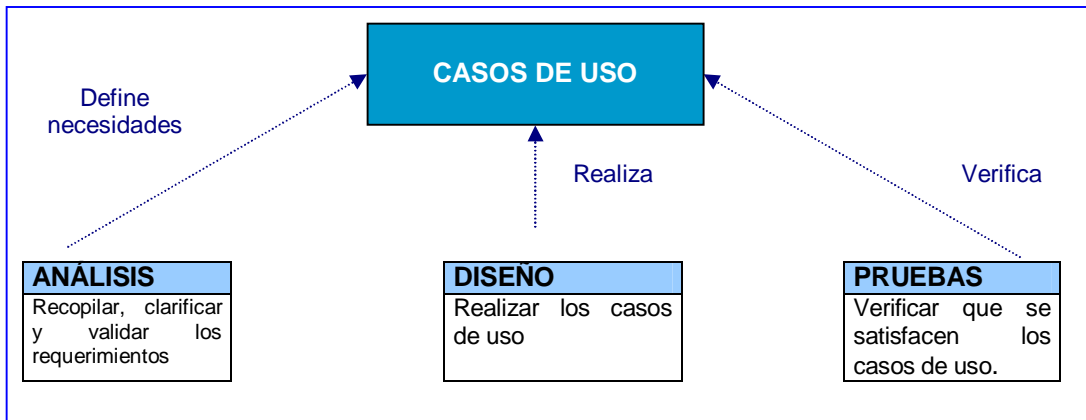 CASOS DE USO
Define
necesidades
Realiza
Verifica
ANÁLISIS
Recopilar, clarificar
y validar los
requerimientos
DISEÑO
Realizar los casos
de uso
PRUEBAS
Verificar que se
satisfacen los
casos de uso.